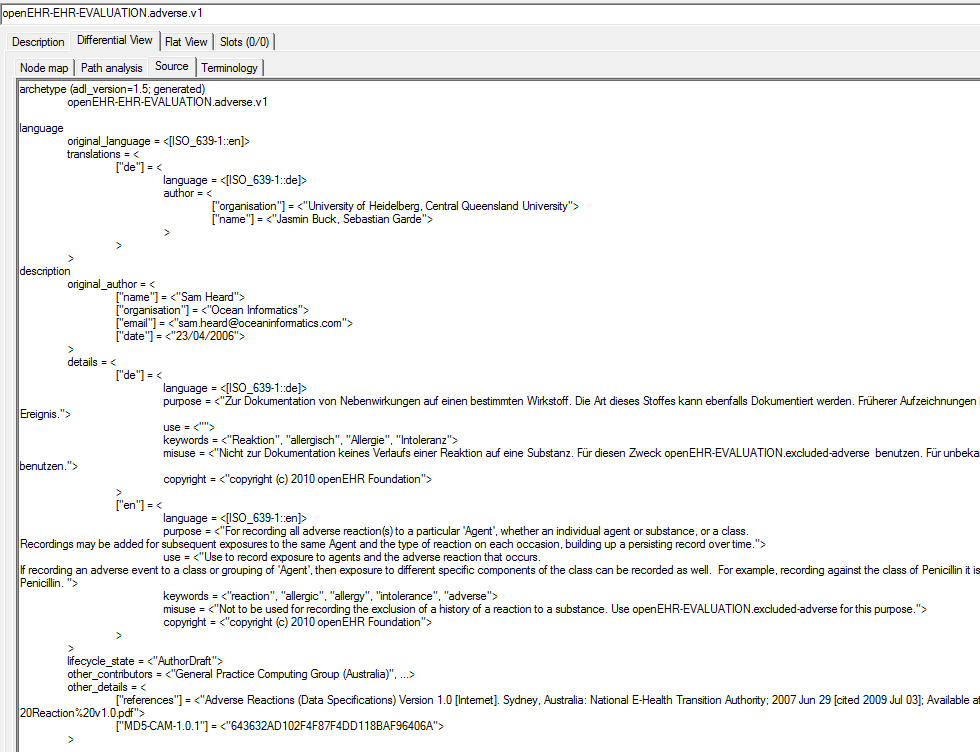 openEHR-EHR-EVALUATION.adverse.v1
Description Differential View Flat View Slots (0/0)
Node map Path analysis Source Terminology
archetype (adl_version=1.5; generated)
openEHR-EHR-EVALUATION.adverse.v1
language
original_language = <[ISO_639-1::en]>
translations = <
["de"] = <
language = <[ISO_639-1::de]>
author = <
["organisation"] = <"University of Heidelberg, Central Queensland University">
["name"] = <"Jasmin Buck, Sebastian Garde">
>
>
>
description
original_author = <
["name"] = <"Sam Heard">
["organisation"] = <"Ocean Informatics">
["email"] = <"sam.heard@oceaninformatics.com">
["date"] = <"23/04/2006">
>
details = <
["de"] = <
language = <[ISO_639-1::de]>
purpose = <"Zur Dokumentation von Nebenwirkungen auf einen bestimmten Wirkstoff. Die Art dieses Stoffes kann ebenfalls Dokumentiert werden. Früherer Aufzeichnungen
Ereignis.">
use = <"">
keywords = <"Reaktion", "allergisch", "Allergie", "Intoleranz">
misuse = <"Nicht zur Dokumentation keines Verlaufs einer Reaktion auf eine Substanz. Für diesen Zweck openEHR-EVALUATION.excluded-adverse  benutzen. Für unbeka
benutzen.">
copyright = <"copyright (c) 2010 openEHR Foundation">
>
["en"] = <
language = <[ISO_639-1::en]>
purpose = <"For recording all adverse reaction(s) to a particular 'Agent', whether an individual agent or substance, or a class.
Recordings may be added for subsequent exposures to the same Agent and the type of reaction on each occasion, building up a persisting record over time.">
use = <"Use to record exposure to agents and the adverse reaction that occurs.
If recording an adverse event to a class or grouping of 'Agent', then exposure to different specific components of the class can be recorded as well.  For example, recording against the class of Penicillin it is
Penicillin. ">
keywords = <"reaction", "allergic", "allergy", "intolerance", "adverse">
misuse = <"Not to be used for recording the exclusion of a history of a reaction to a substance. Use openEHR-EVALUATION.excluded-adverse for this purpose.">
copyright = <"copyright (c) 2010 openEHR Foundation">
>
>
lifecycle_state = <"AuthorDraft">
other_contributors = <"General Practice Computing Group (Australia)", ...>
other_details = <
["references"] = <"Adverse Reactions (Data Specifications) Version 1.0 [Internet]. Sydney, Australia: National E-Health Transition Authority; 2007 Jun 29 [cited 2009 Jul 03]; Available
20Reaction%20v1.0.pdf">
["MD5-CAM-1.0.1"] = <"643632AD102F4F87F4DD118BAF96406A">
>